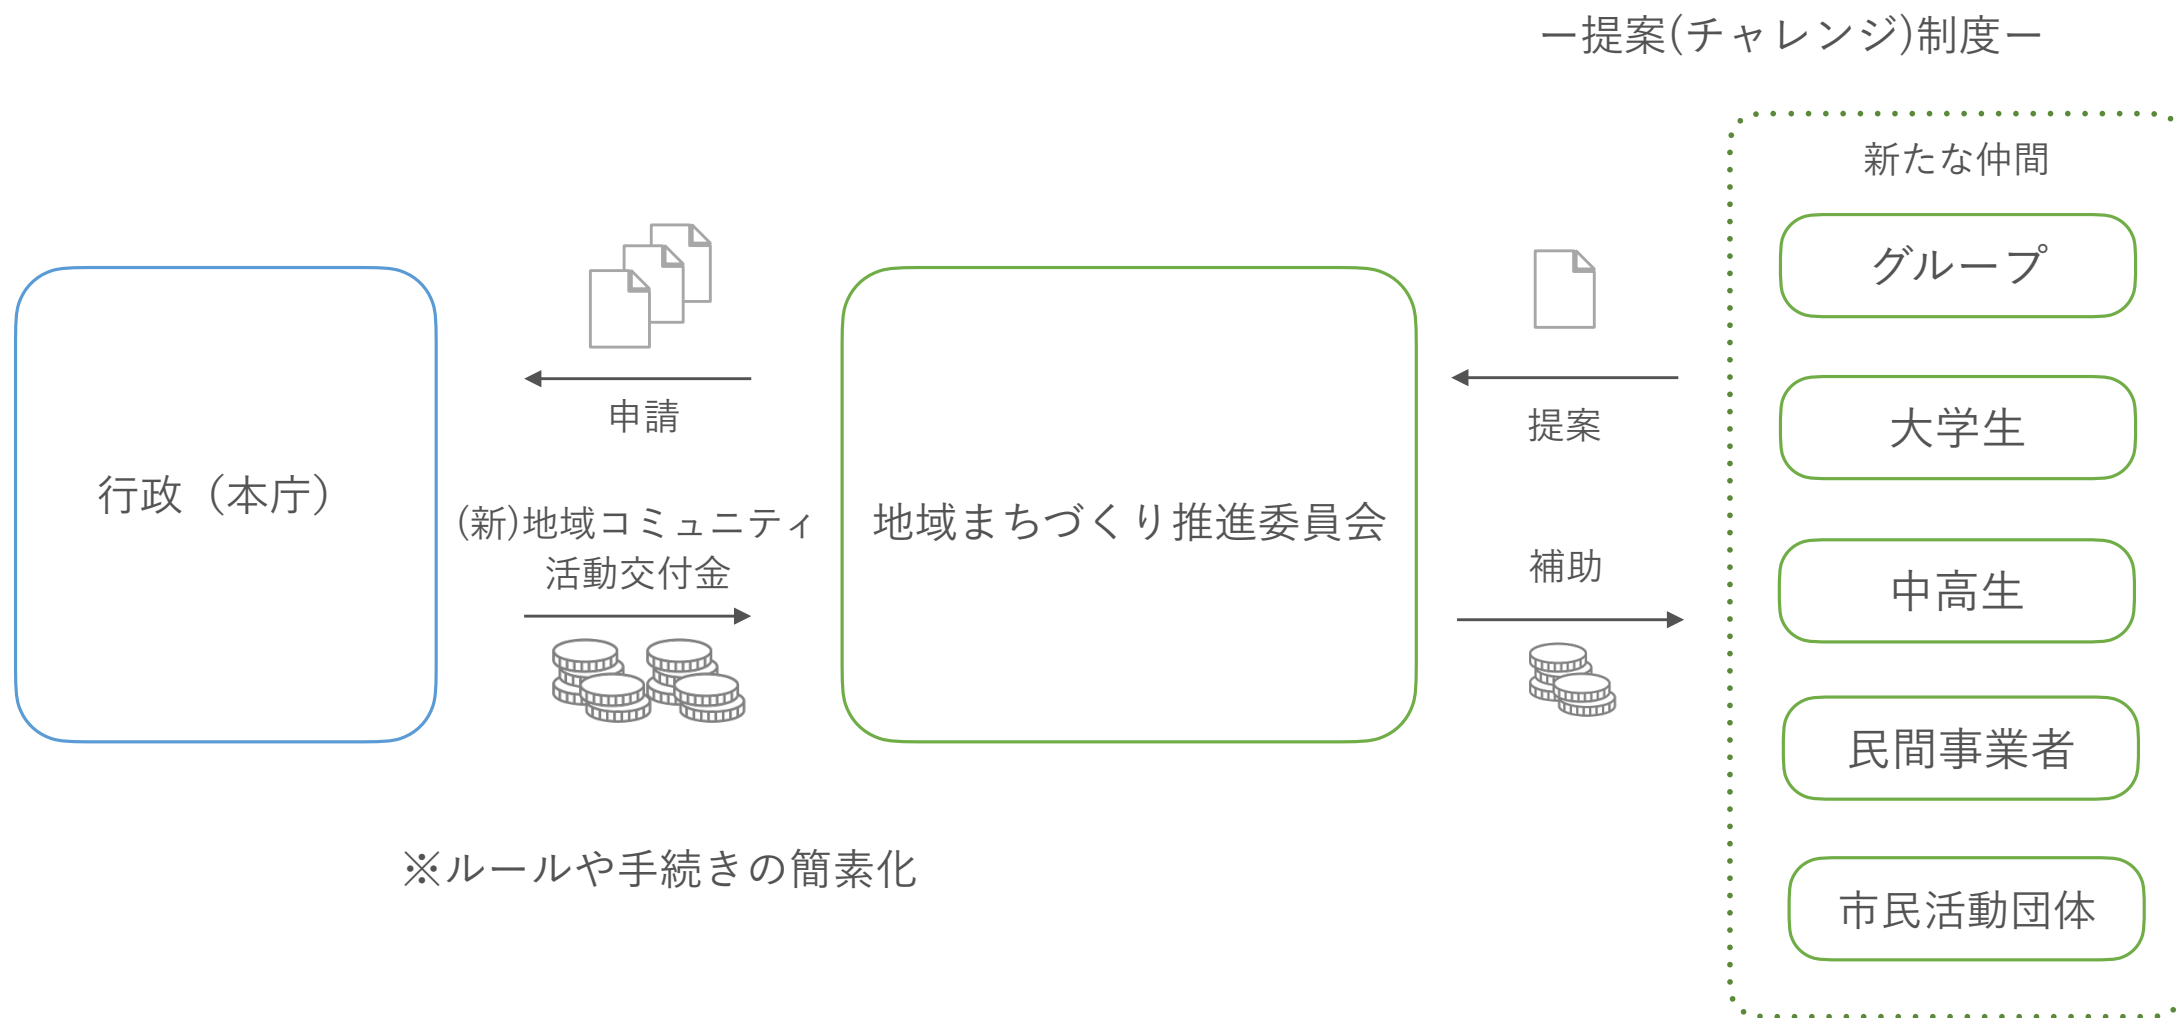 ー提案(チャレンジ)制度ー
新たな仲間
グループ
大学生
中高生
民間事業者
市民活動団体
提案
補助
地域まちづくり推進委員会
申請
(新)地域コミュニティ
活動交付金
行政（本庁）
※ルールや手続きの簡素化